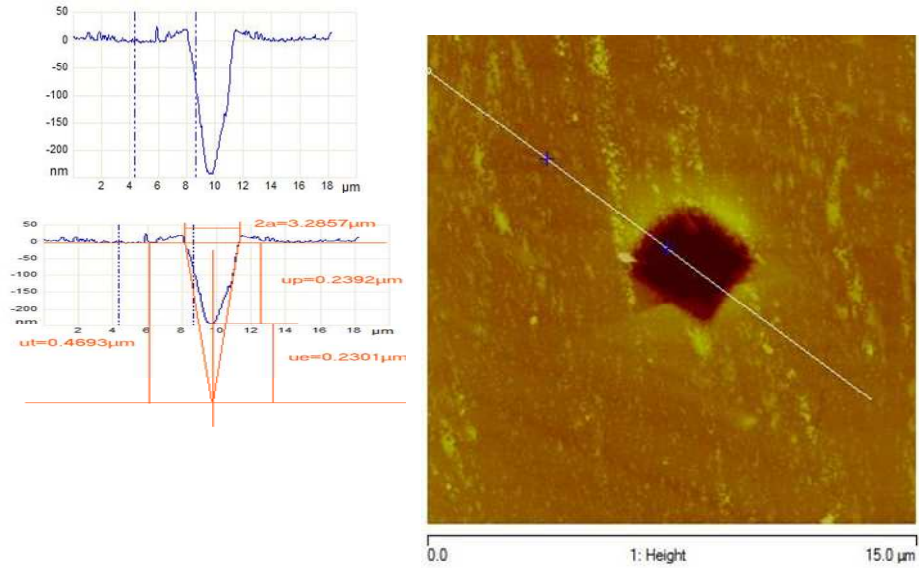 50
0
-50
-100
-150
-200
nm
2 4 6 8 10 12 14 16 18 µm
2a=3.2857µm
50
0
-50
up=0.2392µm
-100
-150
-200
nm
2 4 6 8 10 12 14 16 18 µm
ut=0.4693µm
ue=0.2301µm
0.0 1: Height 15.0 µm